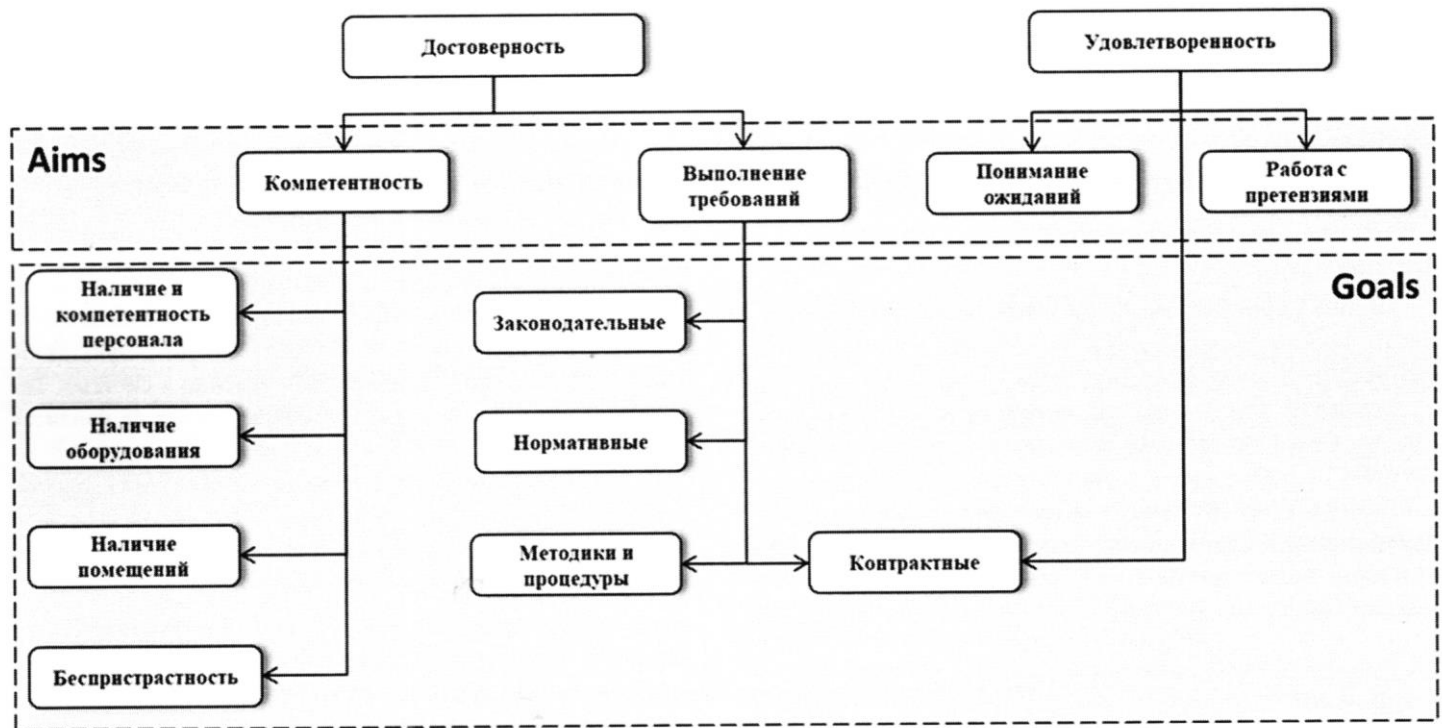 Достоверность
Удовлетворенность
Aims
Компетентность
Выполнение
требований
Понимание
ожиданий
Работа с
претензиями
Goals
Наличие и
компетентность
персонала
Законодательные
Наличие
оборудования
Нормативные
Наличие
помещений
Методики и
процедуры
Контрактные
Беспристрастность